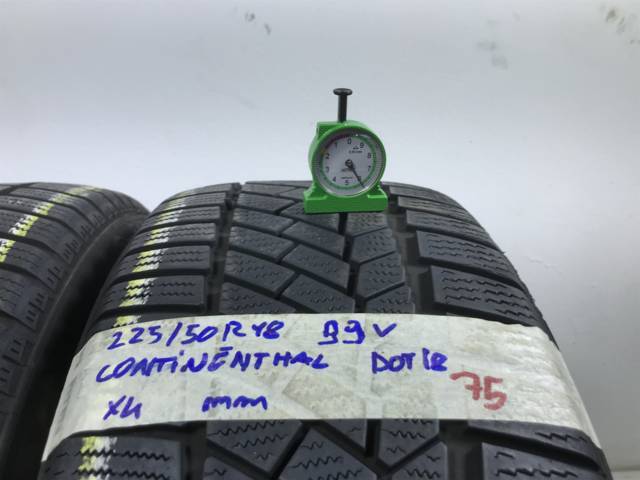 225/50R18 99V
CONTINENTHAL DOT18
75
X4 mm